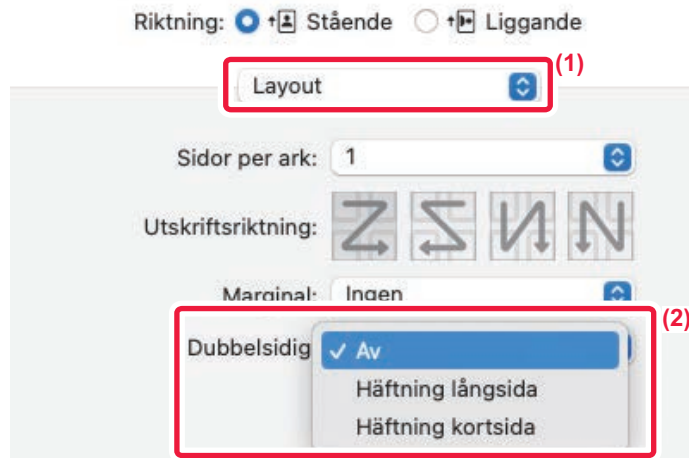 Riktning: Stående Liggande
(1)
Layout
Sidor per ark: 1
Utskriftsriktning:
Marginal: Ingen
(2)
Dubbelsidig ✓ Av
Häftning långsida
Häftning kortsida